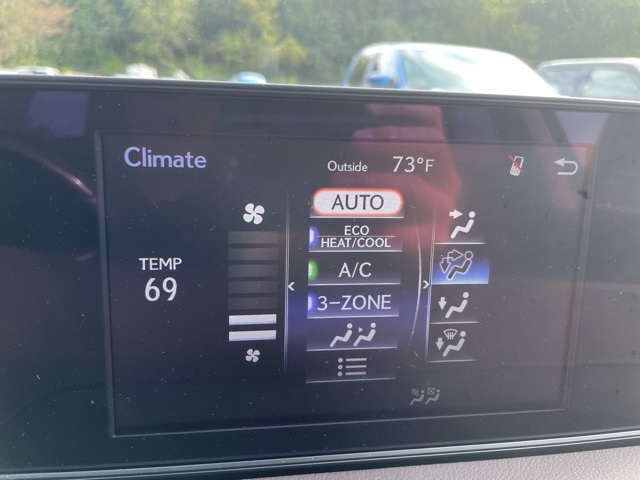 Climate
Outside 73°F
AUTO
ECO
HEAT/COOL
TEMP
69
A/C
3-ZONE